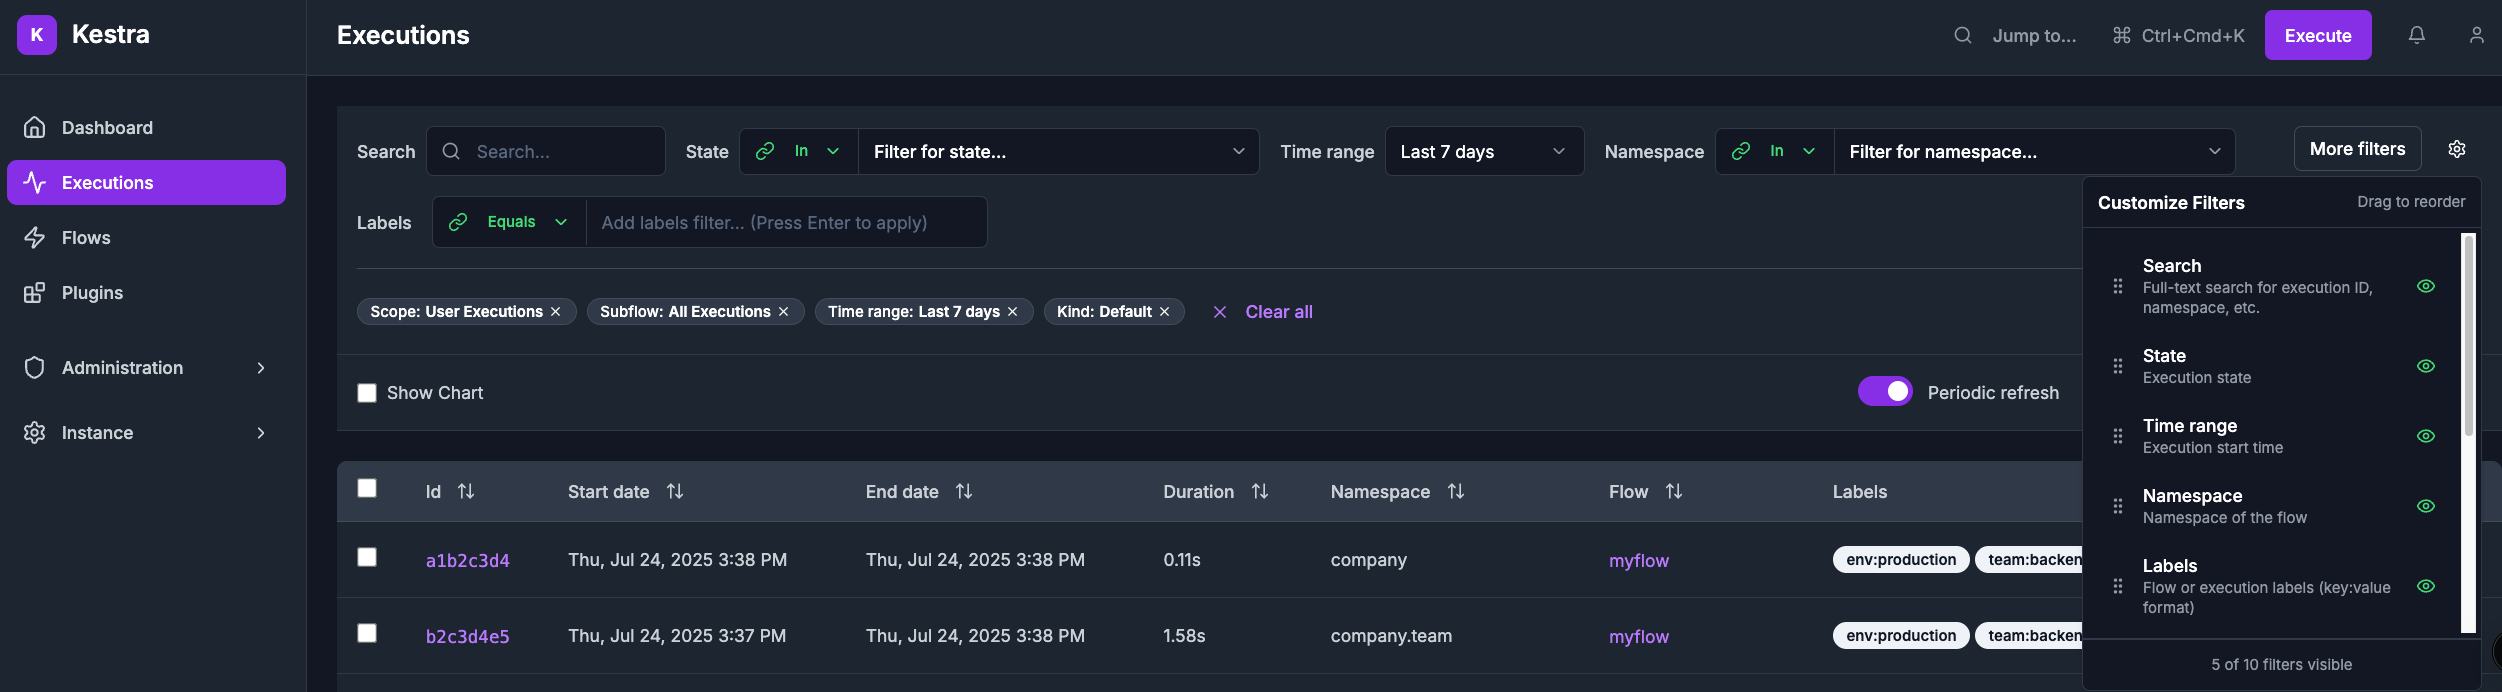 K Kestra
Executions
Jump to... Ctrl+Cmd+K Execute
Dashboard
Executions
Flows
Plugins
Administration
Instance
Search Search... State In Filter for state... Time range Last 7 days Namespace In Filter for namespace... More filters
Labels Equals Add labels filter... (Press Enter to apply)
Scope: User Executions Subflow: All Executions Time range: Last 7 days Kind: Default Clear all
Show Chart Periodic refresh
Id Start date End date Duration Namespace Flow Labels
a1b2c3d4 Thu, Jul 24, 2025 3:38 PM Thu, Jul 24, 2025 3:38 PM 0.11s company myflow env:production team:backen
b2c3d4e5 Thu, Jul 24, 2025 3:37 PM Thu, Jul 24, 2025 3:38 PM 1.58s company.team myflow env:production team:backen
Customize Filters Drag to reorder
Search
Full-text search for execution ID,
namespace, etc.
State
Execution state
Time range
Execution start time
Namespace
Namespace of the flow
Labels
Flow or execution labels (key:value
format)
5 of 10 filters visible